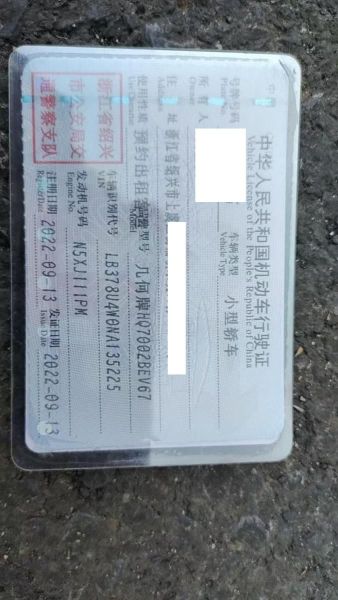 中华人民共和国机动车行驶证
Vehicle License of the People's Republic of China
号牌号码
Plate No.
车辆类型
Vehicle Type
小型轿车
所有人
Owner
住址
Address
浙江省绍兴市上虞
使用性质
Use Character
预约出租客运
品牌型号
Model
几何牌HQ7002BEV67
浙江省绍兴
市公安局交
通警察支队
车辆识别代号
VIN
LB378U4W0NA135225
发动机号码
Engine No.
N5XJ111PM
注册日期
Register Date
2022-09-13
发证日期
Issue Date
2022-09-13